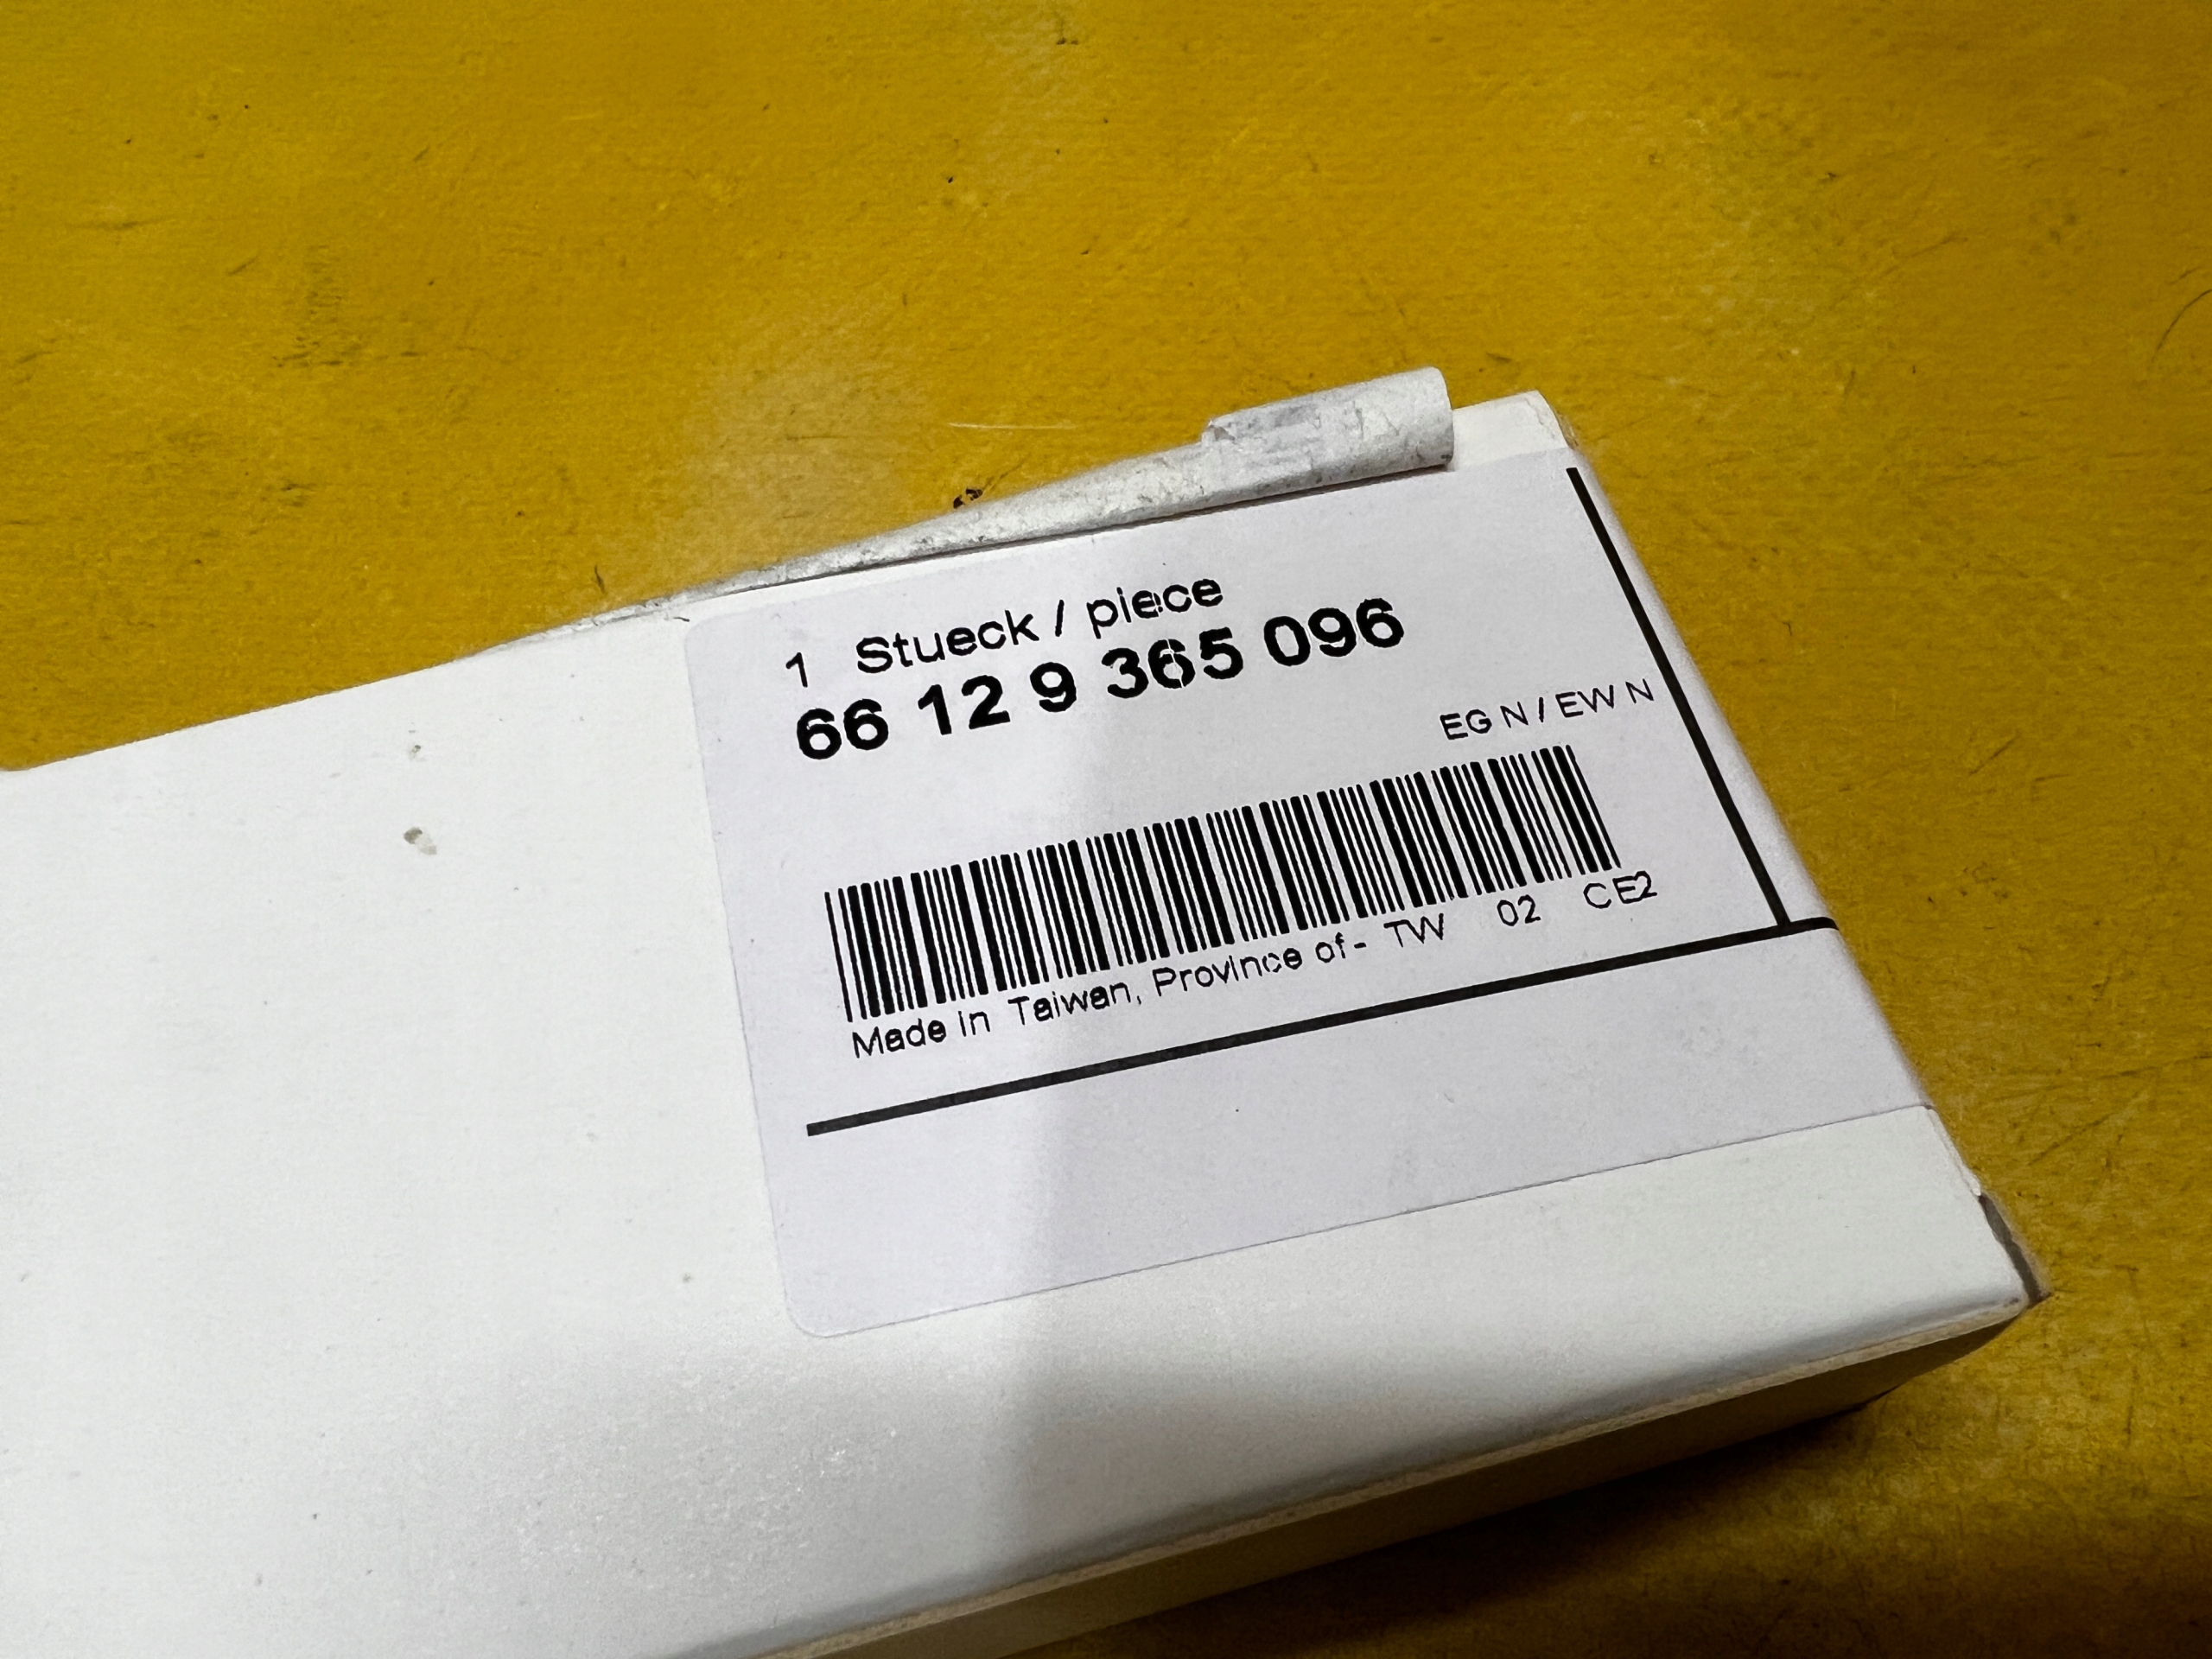 1 Stueck / piece
66 12 9 365 096
EG N / EW N
Made in Taiwan, Province of - TW 02 CE2